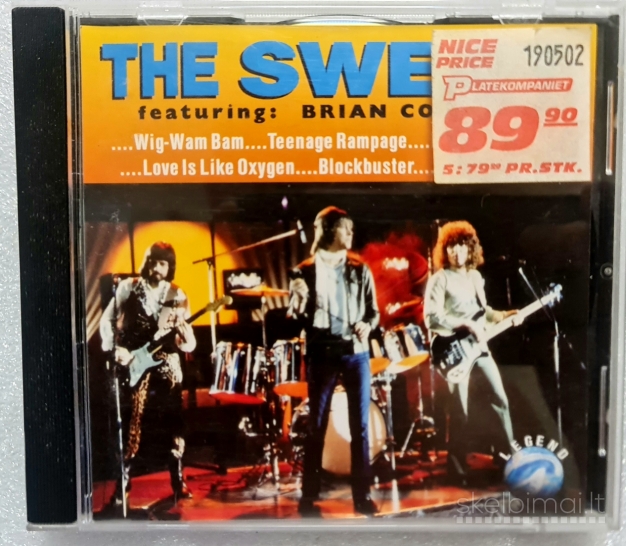 THE SWE
featuring: BRIAN CO
....Wig-Wam Bam....Teenage Rampage....
....Love Is Like Oxygen....Blockbuster....
NICE
PRICE
190502
PLATEKOMPANIET
89 90
5: 79 00 PR.STK.
LEGEND
skelbimai.lt